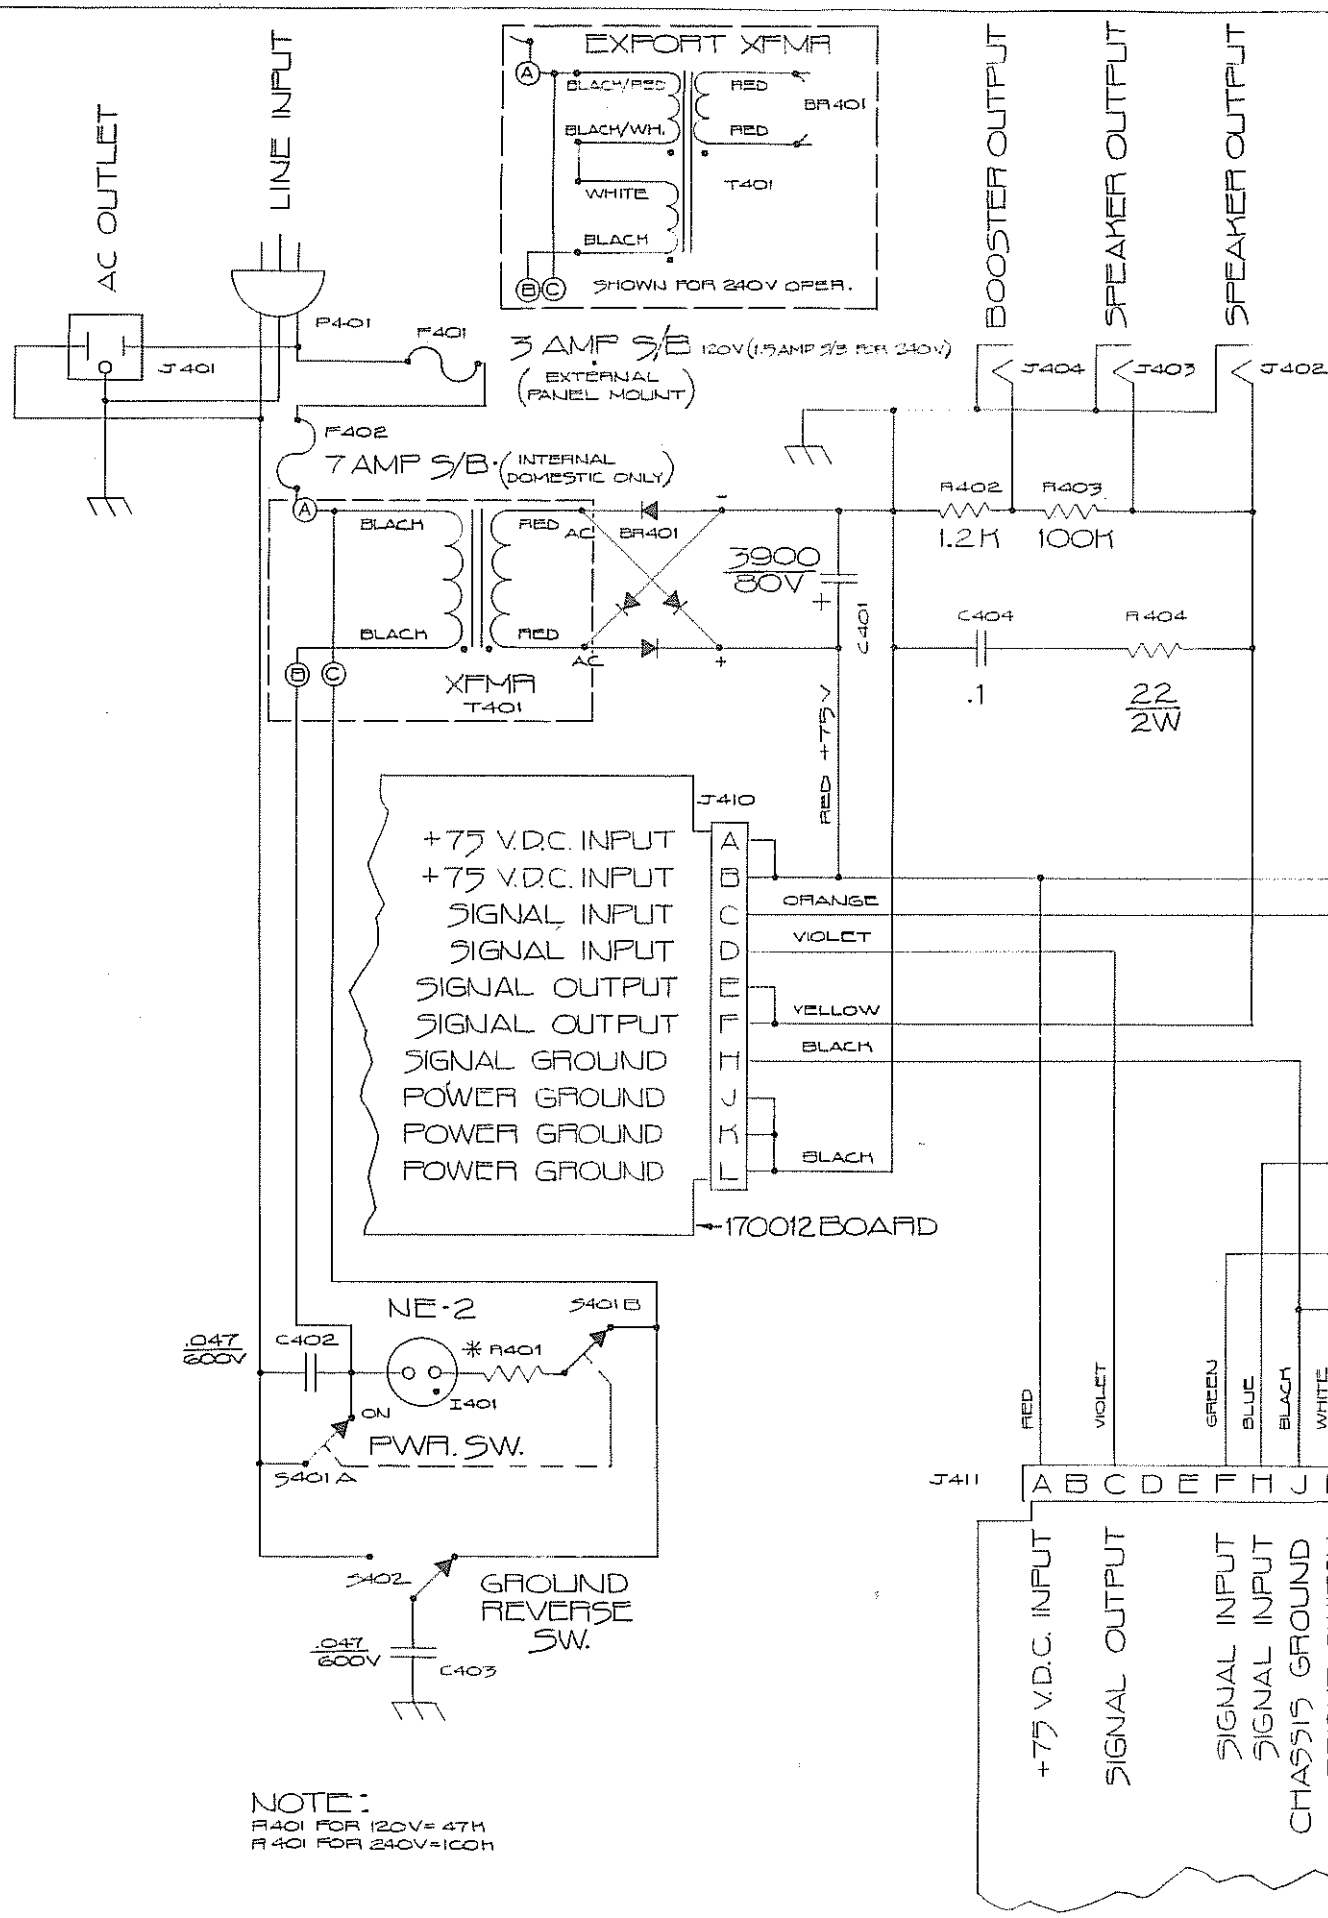 AC OUTLET
LINE INPUT
EXPORT XFMR
A
BLACK/RED
RED
BR401
BLACK/WH.
RED
WHITE
T401
BLACK
B C
SHOWN FOR 240V OPER.
BOOSTER OUTPUT
SPEAKER OUTPUT
SPEAKER OUTPUT
P401
F401
J401
3 AMP S/B 120V (1.5 AMP S/B FOR 240V)
(EXTERNAL
PANEL MOUNT)
J404
J403
J402
F402
7 AMP S/B (INTERNAL
DOMESTIC ONLY)
A
BLACK
RED
AC
BR401
-
R402
R403
1.2K
100K
3900
80V
+
C401
BLACK
RED
AC
+
B
C
XFMR
T401
C404
R404
.1
22
2W
RED +75V
J410
+75 V.D.C. INPUT A
+75 V.D.C. INPUT B
SIGNAL INPUT C ORANGE
SIGNAL INPUT D VIOLET
SIGNAL OUTPUT E
SIGNAL OUTPUT F YELLOW
SIGNAL GROUND H BLACK
POWER GROUND J
POWER GROUND K
POWER GROUND L BLACK
170012 BOARD
NE-2
S401B
.047
600V
C402
* R401
I401
ON
PWR. SW.
S401A
S402
GROUND
REVERSE
SW.
.047
600V
C403
RED
VIOLET
GREEN
BLUE
BLACK
WHITE
J411
A B C D E F H J
+75 V.D.C. INPUT
SIGNAL OUTPUT
SIGNAL INPUT
SIGNAL INPUT
CHASSIS GROUND
NOTE:
R401 FOR 120V=47K
R401 FOR 240V=100K